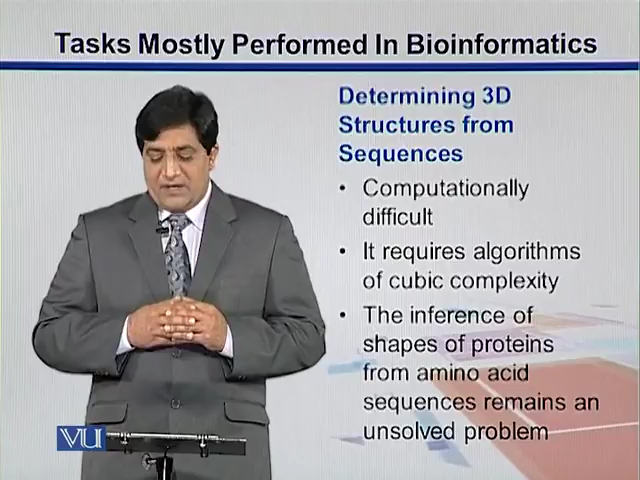 Tasks Mostly Performed In Bioinformatics
Determining 3D
Structures from
Sequences
• Computationally
difficult
• It requires algorithms
of cubic complexity
• The inference of
shapes of proteins
from amino acid
sequences remains an
unsolved problem
VU